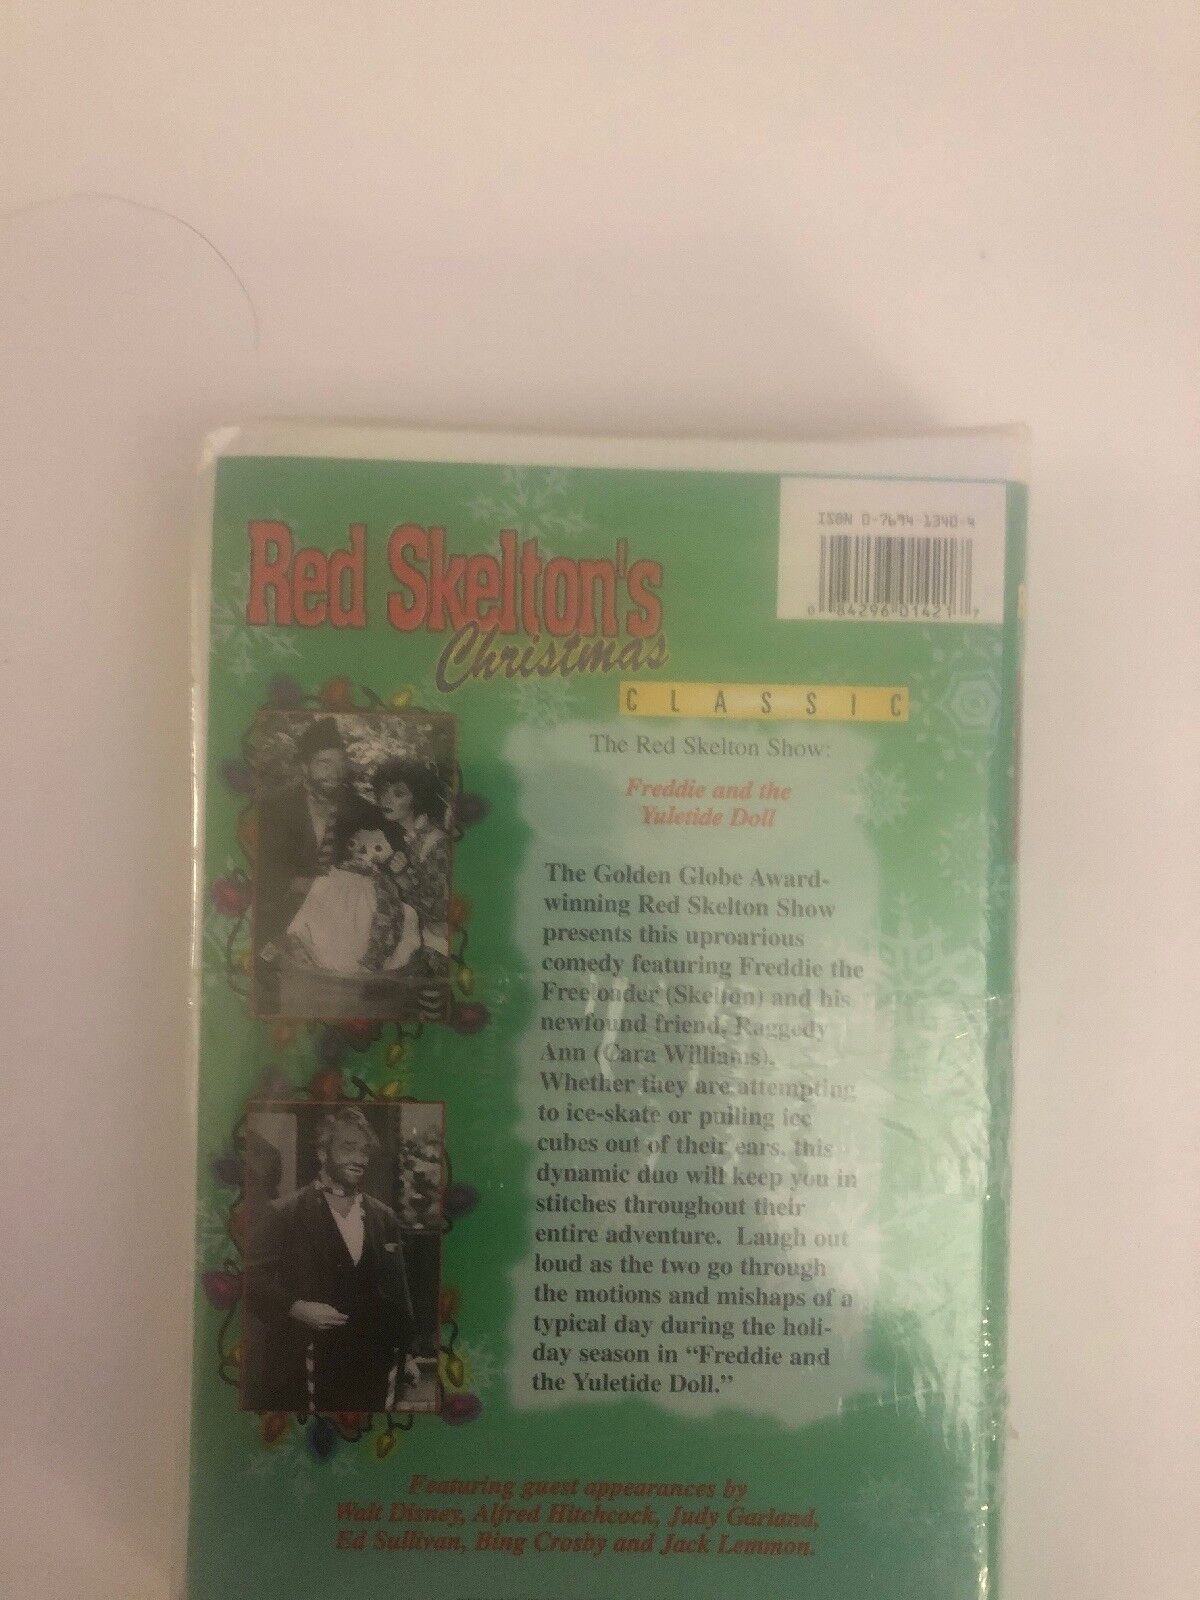 ISBN 0-7694-1340-4
0 84296 01421 7
Red Skelton's
Christmas
CLASSIC
The Red Skelton Show:
Freddie and the
Yuletide Doll
The Golden Globe Award-
winning Red Skelton Show
presents this uproarious
comedy featuring Freddie the
Freeloader (Skelton) and his
newfound friend, Raggedy
Ann (Cara Williams).
Whether they are attempting
to ice-skate or pulling ice
cubes out of their ears, this
dynamic duo will keep you in
stitches throughout their
entire adventure. Laugh out
loud as the two go through
the motions and mishaps of a
typical day during the holi-
day season in “Freddie and
the Yuletide Doll.”
Featuring guest appearances by
Walt Disney, Alfred Hitchcock, Judy Garland,
Ed Sullivan, Bing Crosby and Jack Lemmon.